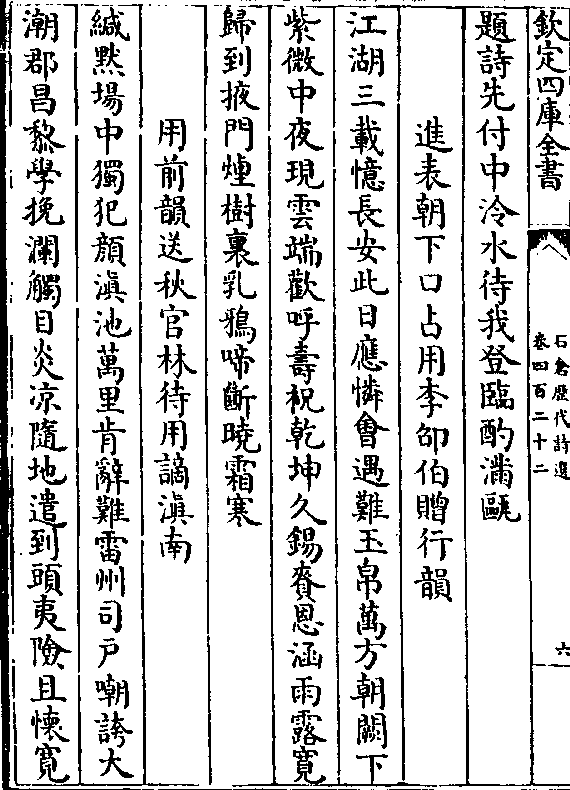 欽定四庫全書
石倉歷代詩選
卷四百二十二
六
題詩先付中泠水待我登臨酌滿甌
進表朝下口占用李邵伯贈行韻
江湖三載憶長安此日應憐會遇難玉帛萬方朝闕下
紫微中夜現雲端歡呼壽祝乾坤久錫賚恩涵雨露寛
歸到掖門煙樹裏乳鴉啼斷曉霜寒
用前韻送秋官林待用謫滇南
緘黙場中獨犯顔滇池萬里肯辭難雷州司戸嘲誇大
潮郡昌黎學挽瀾觸目炎凉隨地遣到頭夷險且懐寛